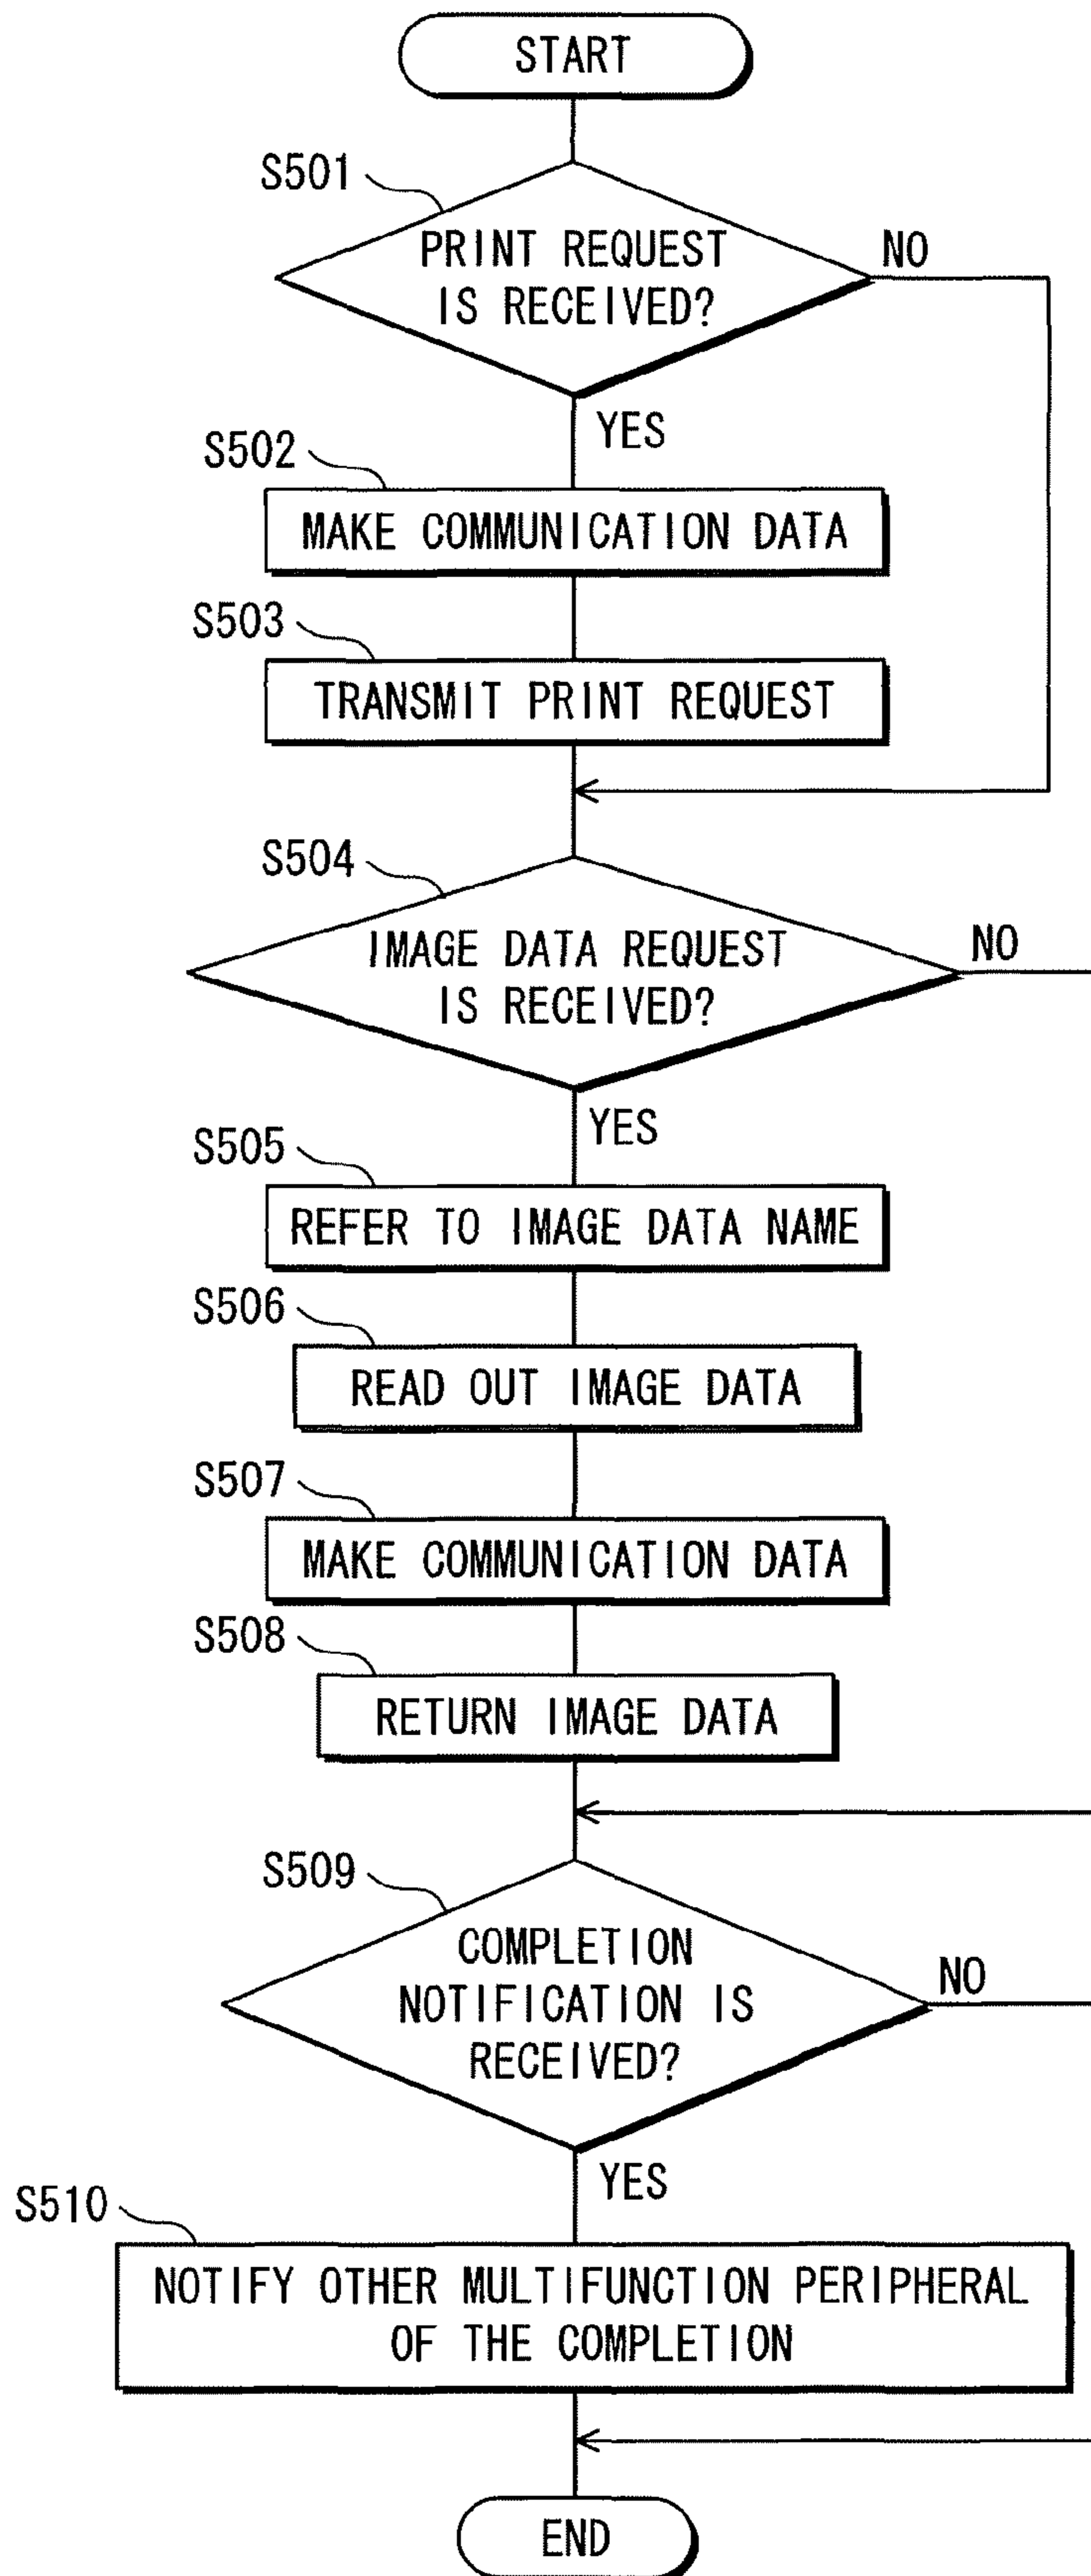 START
S501
PRINT REQUEST
IS RECEIVED?
NO
YES
S502
MAKE COMMUNICATION DATA
S503
TRANSMIT PRINT REQUEST
S504
IMAGE DATA REQUEST
IS RECEIVED?
NO
YES
S505
REFER TO IMAGE DATA NAME
S506
READ OUT IMAGE DATA
S507
MAKE COMMUNICATION DATA
S508
RETURN IMAGE DATA
S509
COMPLETION
NOTIFICATION IS
RECEIVED?
NO
YES
S510
NOTIFY OTHER MULTIFUNCTION PERIPHERAL
OF THE COMPLETION
END